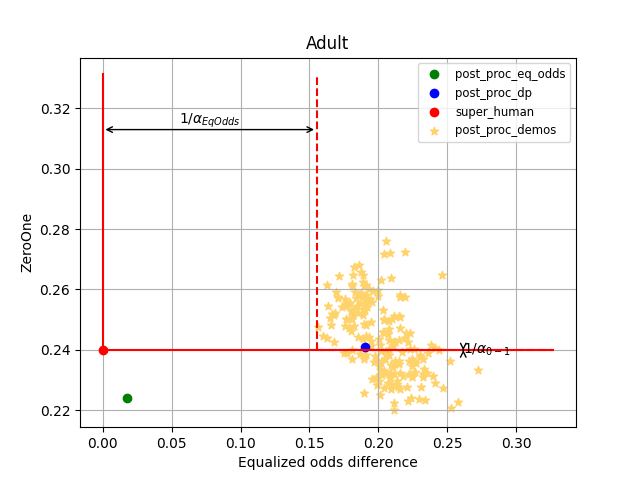 Adult
post_proc_eq_odds
post_proc_dp
super_human
post_proc_demos
1/α_EqOdds
1/α_0−1
ZeroOne
0.32
0.30
0.28
0.26
0.24
0.22
0.00 0.05 0.10 0.15 0.20 0.25 0.30
Equalized odds difference